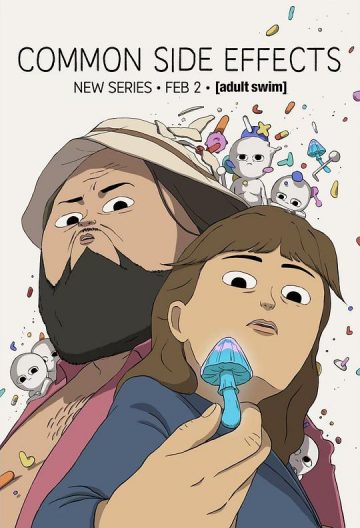 COMMON SIDE EFFECTS
NEW SERIES • FEB 2 • [adult swim]